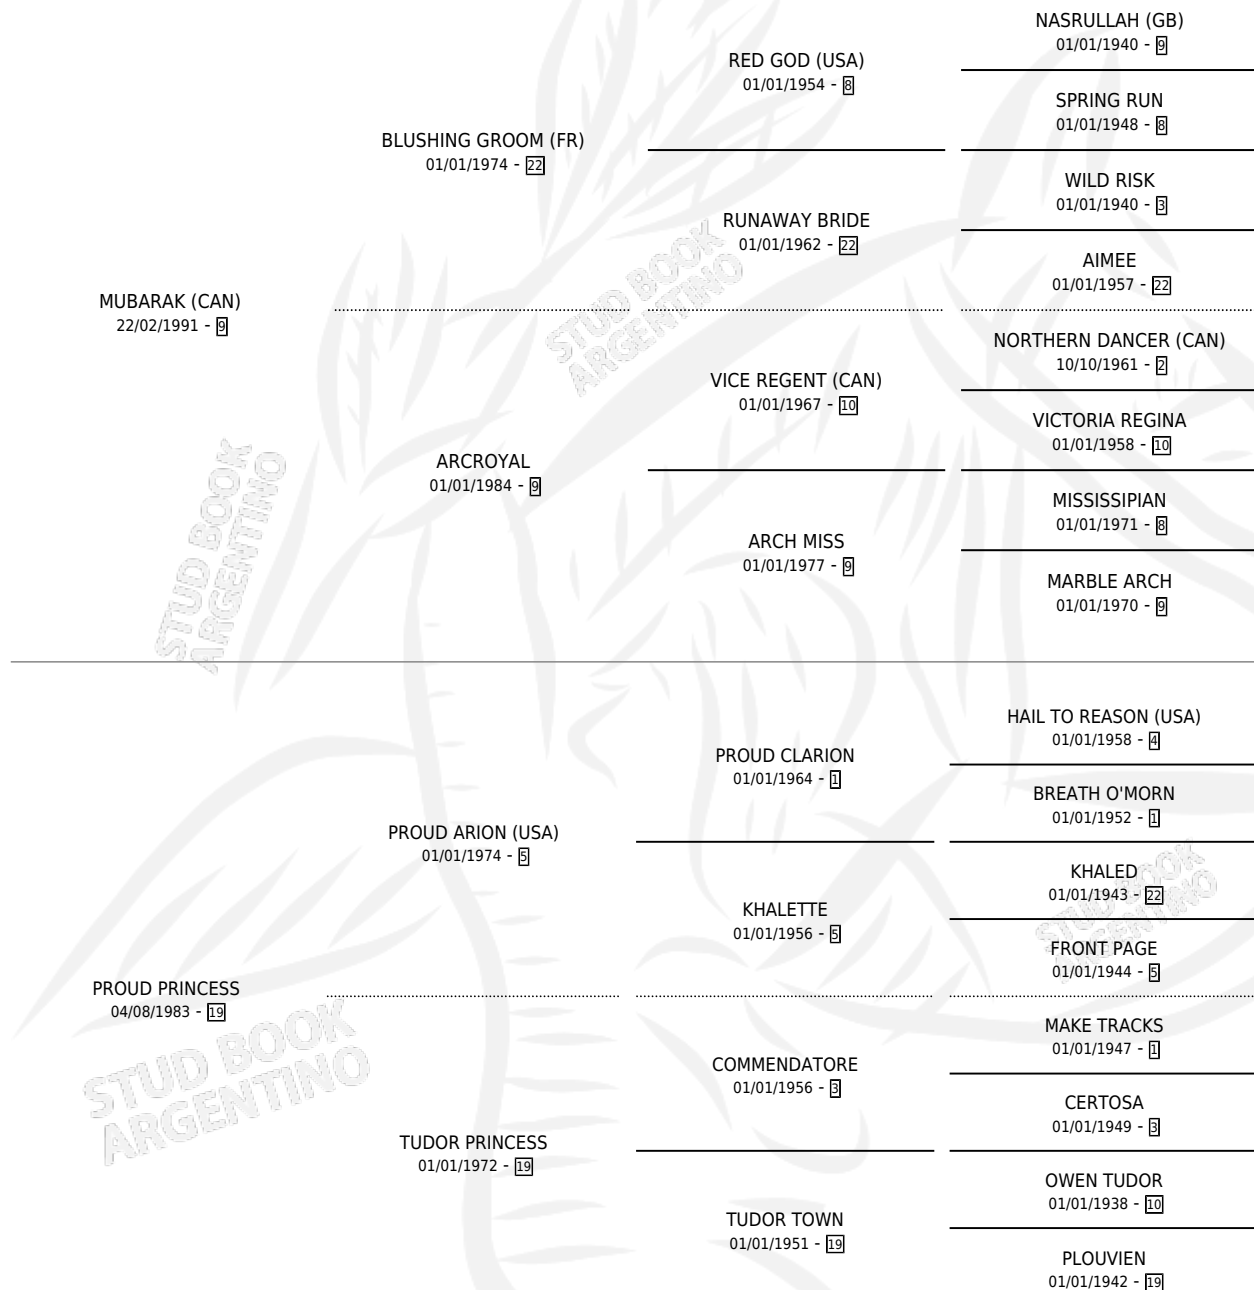 NASRULLAH (GB)
01/01/1940 - 9
RED GOD (USA)
01/01/1954 - 8
SPRING RUN
01/01/1948 - 8
BLUSHING GROOM (FR)
01/01/1974 - 22
WILD RISK
01/01/1940 - 3
RUNAWAY BRIDE
01/01/1962 - 22
AIMEE
01/01/1957 - 22
MUBARAK (CAN)
22/02/1991 - 9
NORTHERN DANCER (CAN)
10/10/1961 - 2
VICE REGENT (CAN)
01/01/1967 - 10
VICTORIA REGINA
01/01/1958 - 10
ARCROYAL
01/01/1984 - 9
MISSISSIPIAN
01/01/1971 - 8
ARCH MISS
01/01/1977 - 9
MARBLE ARCH
01/01/1970 - 9
HAIL TO REASON (USA)
01/01/1958 - 4
PROUD CLARION
01/01/1964 - 1
BREATH O'MORN
01/01/1952 - 1
PROUD ARION (USA)
01/01/1974 - 5
KHALED
01/01/1943 - 22
KHALETTE
01/01/1956 - 5
FRONT PAGE
01/01/1944 - 5
PROUD PRINCESS
04/08/1983 - 19
MAKE TRACKS
01/01/1947 - 1
COMMENDATORE
01/01/1956 - 3
CERTOSA
01/01/1949 - 3
TUDOR PRINCESS
01/01/1972 - 19
OWEN TUDOR
01/01/1938 - 10
TUDOR TOWN
01/01/1951 - 19
PLOUVIEN
01/01/1942 - 19
STUD BOOK
ARGENTINO
STUD BOOK
ARGENTINO
STUD BOOK
ARGENTINO
STUD BOOK
ARGENTINO